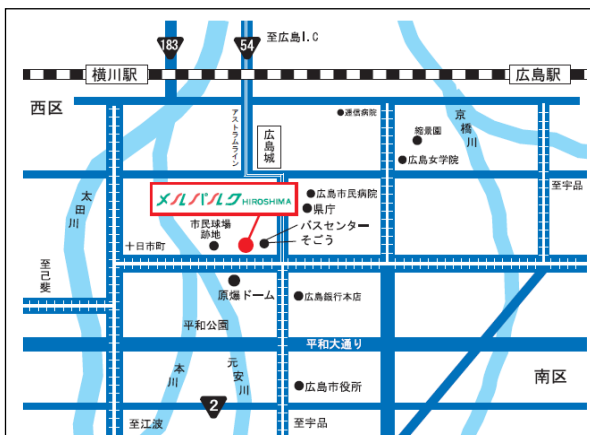 至広島I.C
183
54
横川駅
広島駅
西区
アストラムライン
広島城
逓信病院
縮景園
京橋川
広島女学院
至宇品
太田川
メルパルク HIROSHIMA
広島市民病院
県庁
市民球場
跡地
バスセンター
そごう
十日市町
至己斐
原爆ドーム
広島銀行本店
平和公園
平和大通り
本川
元安川
南区
2
広島市役所
至江波
至宇品